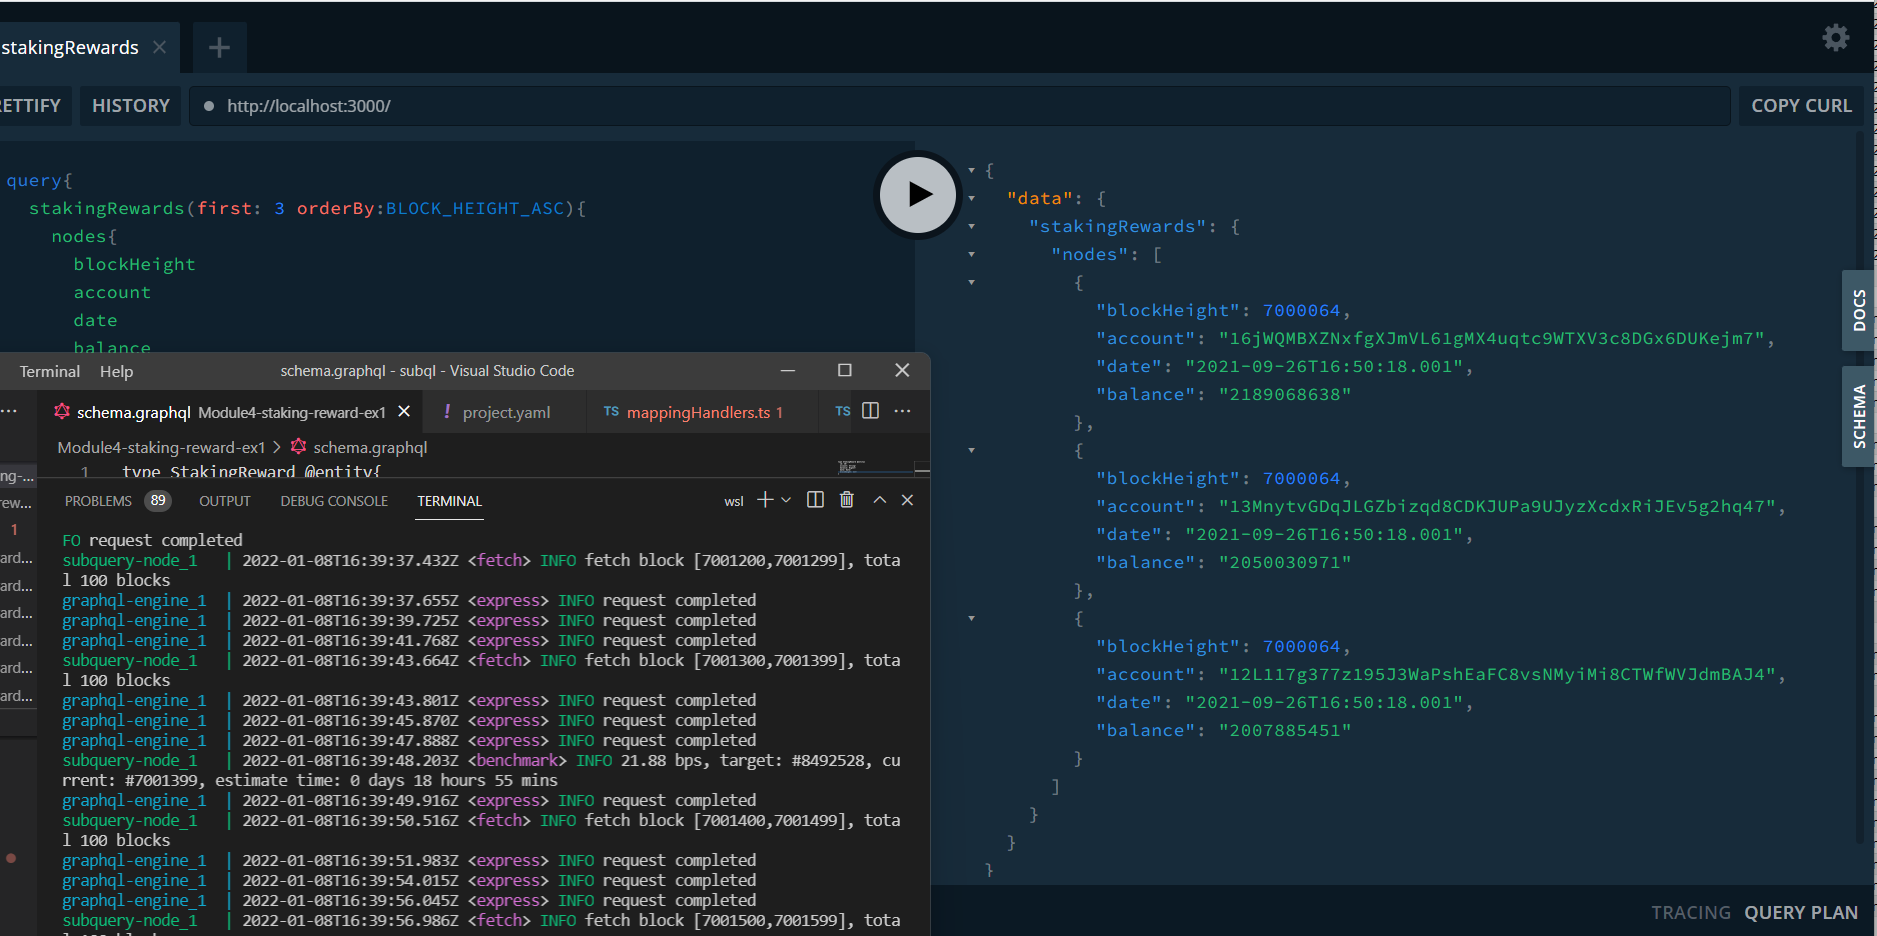 stakingRewards
RETTIFY HISTORY http://localhost:3000/ COPY CURL
query{
stakingRewards(first: 3 orderBy:BLOCK_HEIGHT_ASC){
nodes{
blockHeight
account
date
balance
{
"data": {
"stakingRewards": {
"nodes": [
{
"blockHeight": 7000064,
"account": "16jWQMBXZNxfgXJmVL61gMX4uqtc9WTXV3c8DGx6DUKejm7",
"date": "2021-09-26T16:50:18.001",
"balance": "2189068638"
},
{
"blockHeight": 7000064,
"account": "13MnytvGDqJLGZbizqd8CDKJUPa9UJyzXcdxRiJEv5g2hq47",
"date": "2021-09-26T16:50:18.001",
"balance": "2050030971"
},
{
"blockHeight": 7000064,
"account": "12L117g377z195J3WaPshEaFC8vsNMyiMi8CTWfWVJdmBAJ4",
"date": "2021-09-26T16:50:18.001",
"balance": "2007885451"
}
]
}
}
}
DOCS
SCHEMA
TRACING QUERY PLAN
Terminal Help schema.graphql - subql - Visual Studio Code
schema.graphql Module4-staking-reward-ex1 ! project.yaml TS mappingHandlers.ts 1 TS
Module4-staking-reward-ex1 > schema.graphql
1 type StakingReward @entity{
ng-...
rew...
1
ard...
ard...
ard...
ard...
ard...
ard...
PROBLEMS 89 OUTPUT DEBUG CONSOLE TERMINAL wsl
FO request completed
subquery-node_1 | 2022-01-08T16:39:37.432Z <fetch> INFO fetch block [7001200,7001299], tota
l 100 blocks
graphql-engine_1 | 2022-01-08T16:39:37.655Z <express> INFO request completed
graphql-engine_1 | 2022-01-08T16:39:39.725Z <express> INFO request completed
graphql-engine_1 | 2022-01-08T16:39:41.768Z <express> INFO request completed
subquery-node_1 | 2022-01-08T16:39:43.664Z <fetch> INFO fetch block [7001300,7001399], tota
l 100 blocks
graphql-engine_1 | 2022-01-08T16:39:43.801Z <express> INFO request completed
graphql-engine_1 | 2022-01-08T16:39:45.870Z <express> INFO request completed
graphql-engine_1 | 2022-01-08T16:39:47.888Z <express> INFO request completed
subquery-node_1 | 2022-01-08T16:39:48.203Z <benchmark> INFO 21.88 bps, target: #8492528, cu
rrent: #7001399, estimate time: 0 days 18 hours 55 mins
graphql-engine_1 | 2022-01-08T16:39:49.916Z <express> INFO request completed
subquery-node_1 | 2022-01-08T16:39:50.516Z <fetch> INFO fetch block [7001400,7001499], tota
l 100 blocks
graphql-engine_1 | 2022-01-08T16:39:51.983Z <express> INFO request completed
graphql-engine_1 | 2022-01-08T16:39:54.015Z <express> INFO request completed
graphql-engine_1 | 2022-01-08T16:39:56.045Z <express> INFO request completed
subquery-node_1 | 2022-01-08T16:39:56.986Z <fetch> INFO fetch block [7001500,7001599], tota